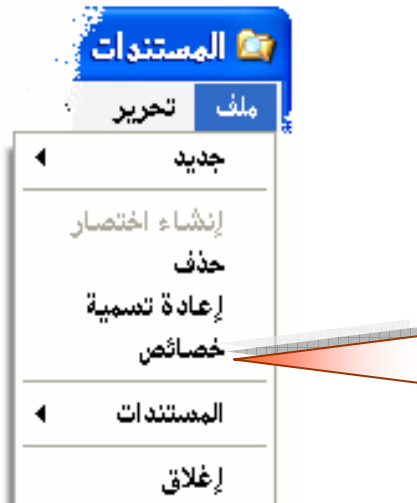 المستندات
ملف تحرير
جديد
إنشاء اختصار
حذف
إعادة تسمية
خصائص
المستندات
إغلاق